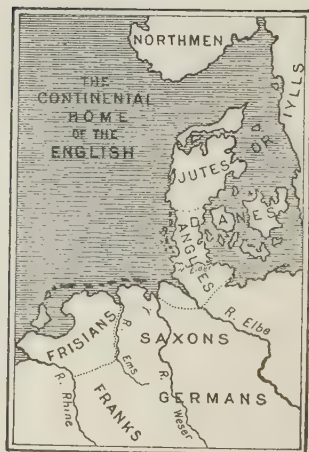 NORTHMEN
THE
CONTINENTAL
HOME
OF THE
ENGLISH
JUTES
DANES
OR
IYLLS
ANGLES
FRISIANS
SAXONS
R. Elbe
R. Ems
R. Rhine
FRANKS
R. Weser
GERMANS